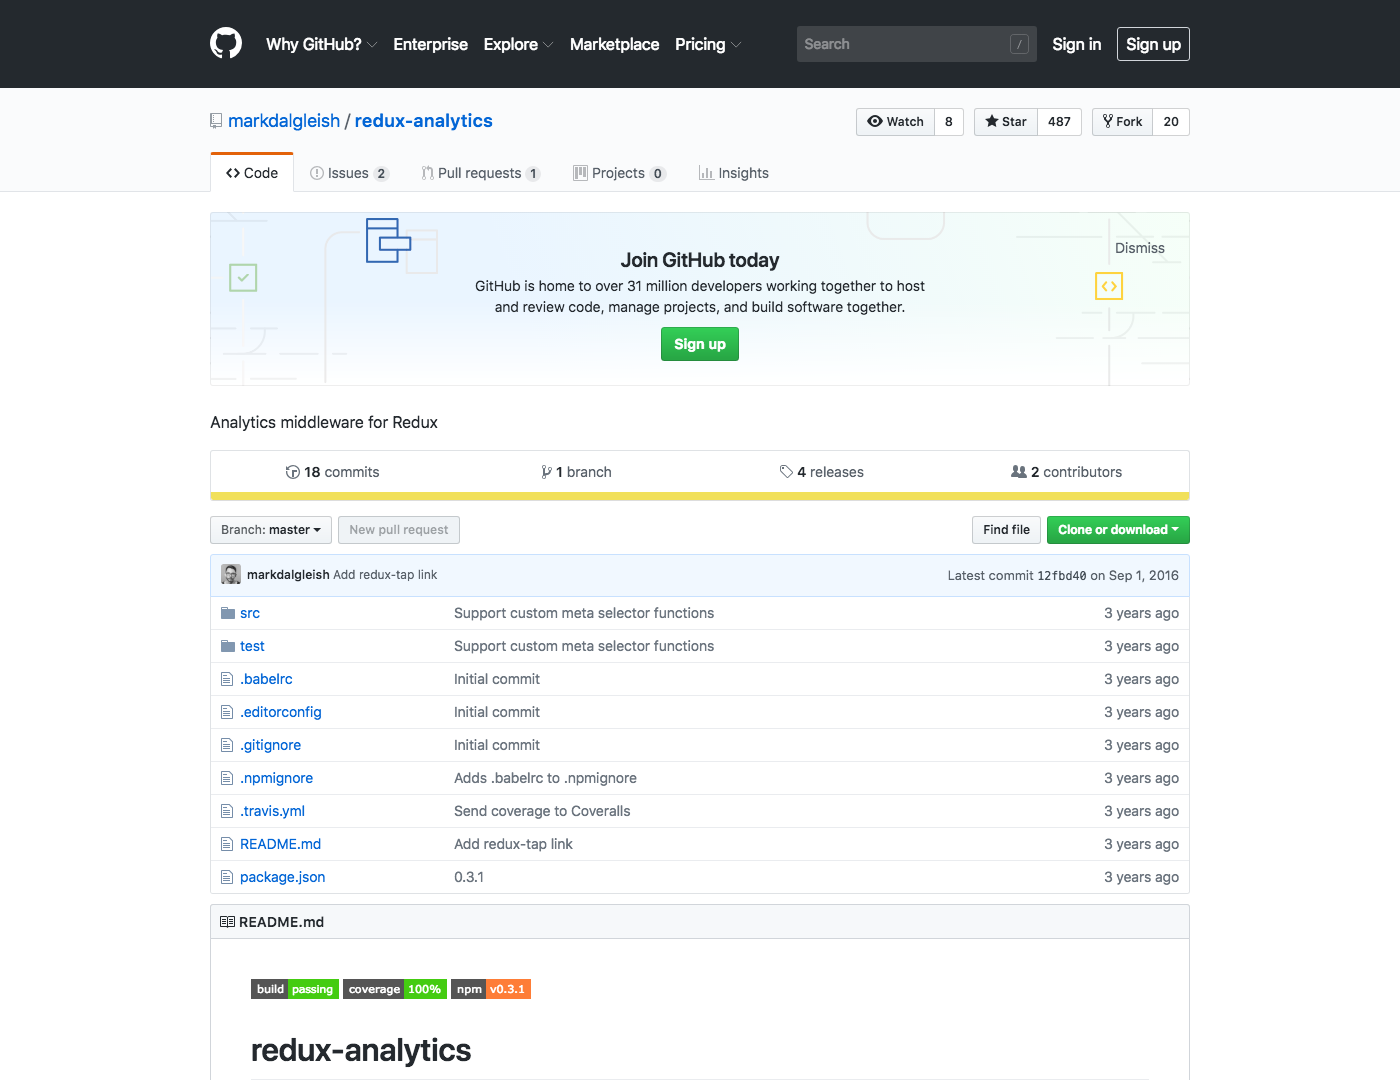 Why GitHub? Enterprise Explore Marketplace Pricing Search / Sign in Sign up
markdalgleish / redux-analytics Watch 8 Star 487 Fork 20
Code Issues 2 Pull requests 1 Projects 0 Insights
Dismiss
Join GitHub today
GitHub is home to over 31 million developers working together to host
and review code, manage projects, and build software together.
Sign up
Analytics middleware for Redux
18 commits 1 branch 4 releases 2 contributors
Branch: master New pull request Find file Clone or download
markdalgleish Add redux-tap link Latest commit 12fbd40 on Sep 1, 2016
src Support custom meta selector functions 3 years ago
test Support custom meta selector functions 3 years ago
.babelrc Initial commit 3 years ago
.editorconfig Initial commit 3 years ago
.gitignore Initial commit 3 years ago
.npmignore Adds .babelrc to .npmignore 3 years ago
.travis.yml Send coverage to Coveralls 3 years ago
README.md Add redux-tap link 3 years ago
package.json 0.3.1 3 years ago
README.md
build passing coverage 100% npm v0.3.1
redux-analytics